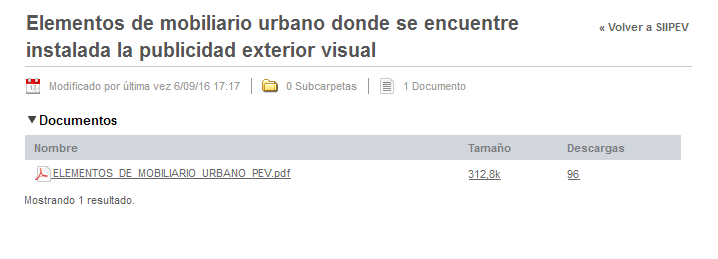 Elementos de mobiliario urbano donde se encuentre
instalada la publicidad exterior visual
« Volver a SIIPEV
Modificado por última vez 6/09/16 17:17 0 Subcarpetas 1 Documento
Documentos
Nombre Tamaño Descargas
ELEMENTOS_DE_MOBILIARIO_URBANO_PEV.pdf 312,8k 96
Mostrando 1 resultado.